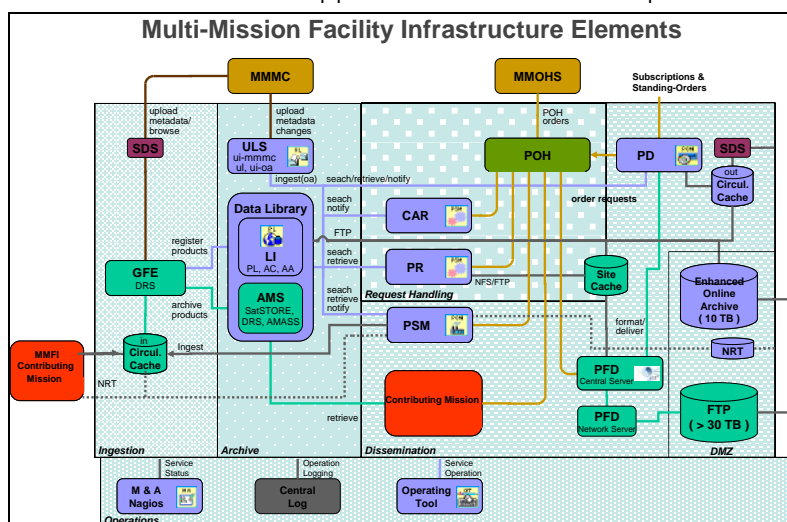 Multi-Mission Facility Infrastructure Elements
MMMC
MMOHS
Subscriptions &
Standing-Orders
upload
metadata/
browse
upload
metadata
changes
POH
orders
SDS
ULS
ui-mmmc
ul, ui-oa
POH
PD
SDS
ingest(oa)
seach/retrieve/notify
out
Circul.
Cache
order requests
Data Library
seach
notify
CAR
LI
PL, AC, AA
FTP
register
products
GFE
DRS
seach
retrieve
PR
NFS/FTP
Site
Cache
Enhanced
Online
Archive
( 10 TB )
Request Handling
AMS
SatSTORE,
DRS, AMASS
archive
products
seach
retrieve
notify
PSM
format/
deliver
in
Circul.
Cache
Ingest
NRT
MMFI
Contributing
Mission
NRT
PFD
Central Server
Contributing Mission
FTP
( > 30 TB )
PFD
Network Server
retrieve
Ingestion
Archive
Dissemination
DMZ
Service
Status
Operation
Logging
Service
Operation
M & A
Nagios
Central
Log
Operating
Tool
Operations